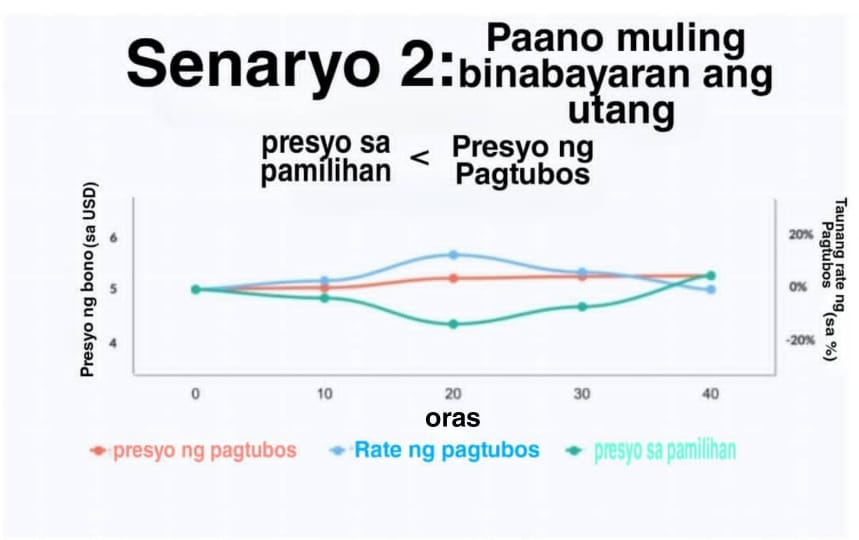 Senaryo 2: Paano muling
binabayaran ang
utang
presyo sa
pamilihan
<
Presyo ng
Pagtubos
Presyo ng bono (sa USD)
6
5
4
20%
0%
-20%
Taunang rate ng
Pagtubos (sa %)
0 10 20 30 40
oras
presyo ng pagtubos Rate ng pagtubos presyo sa pamilihan